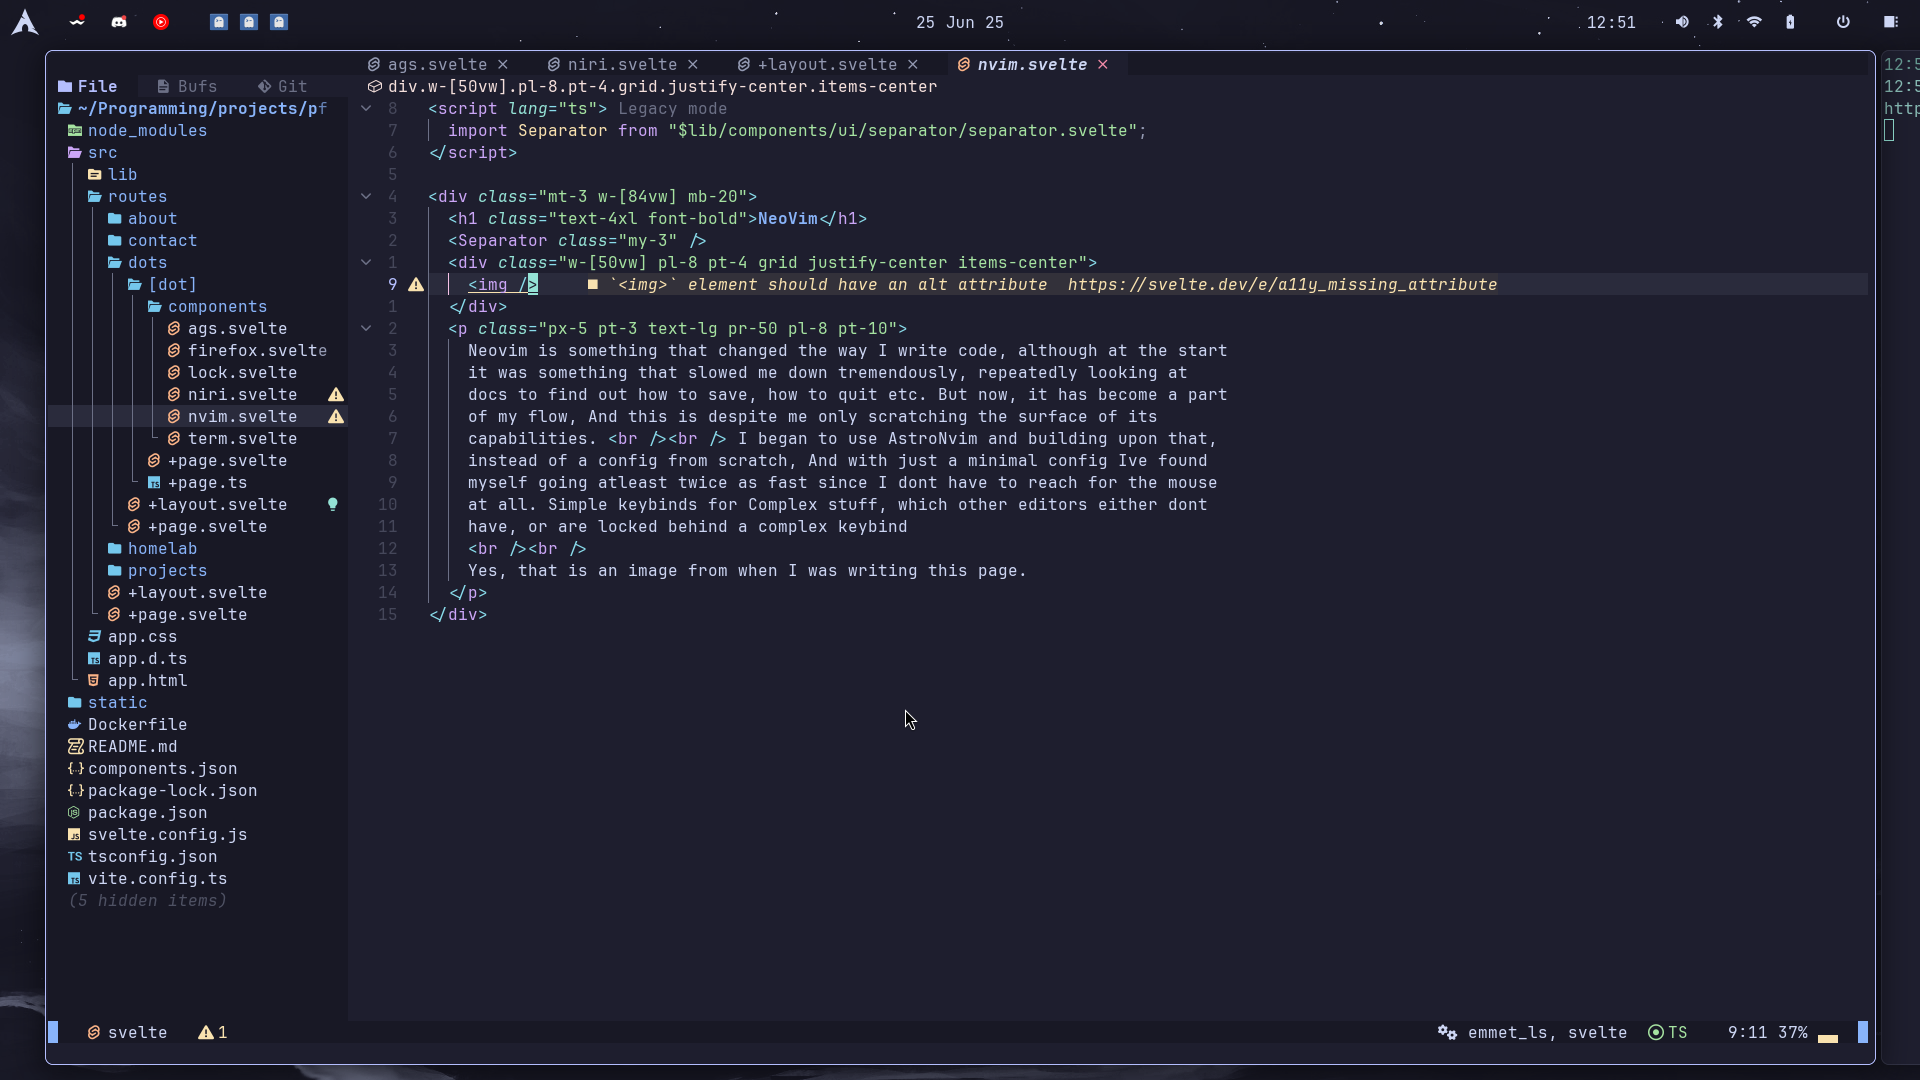 25 Jun 25
12:51
ags.svelte
niri.svelte
+layout.svelte
nvim.svelte
File
Bufs
Git
~/Programming/projects/pf
node_modules
src
lib
routes
about
contact
dots
[dot]
components
ags.svelte
firefox.svelte
lock.svelte
niri.svelte
nvim.svelte
term.svelte
+page.svelte
+page.ts
+layout.svelte
+page.svelte
homelab
projects
+layout.svelte
+page.svelte
app.css
app.d.ts
app.html
static
Dockerfile
README.md
components.json
package-lock.json
package.json
svelte.config.js
TS tsconfig.json
vite.config.ts
(5 hidden items)
div.w-[50vw].pl-8.pt-4.grid.justify-center.items-center
8 <script lang="ts"> Legacy mode
7 import Separator from "$lib/components/ui/separator/separator.svelte";
6 </script>
5
4 <div class="mt-3 w-[84vw] mb-20">
3 <h1 class="text-4xl font-bold">NeoVim</h1>
2 <Separator class="my-3" />
1 <div class="w-[50vw] pl-8 pt-4 grid justify-center items-center">
9 <img /> `<img>` element should have an alt attribute https://svelte.dev/e/a11y_missing_attribute
1 </div>
2 <p class="px-5 pt-3 text-lg pr-50 pl-8 pt-10">
3 Neovim is something that changed the way I write code, although at the start
4 it was something that slowed me down tremendously, repeatedly looking at
5 docs to find out how to save, how to quit etc. But now, it has become a part
6 of my flow, And this is despite me only scratching the surface of its
7 capabilities. <br /><br /> I began to use AstroNvim and building upon that,
8 instead of a config from scratch, And with just a minimal config Ive found
9 myself going atleast twice as fast since I dont have to reach for the mouse
10 at all. Simple keybinds for Complex stuff, which other editors either dont
11 have, or are locked behind a complex keybind
12 <br /><br />
13 Yes, that is an image from when I was writing this page.
14 </p>
15 </div>
svelte
1
emmet_ls, svelte
TS
9:11 37%
12:5
12:5
http